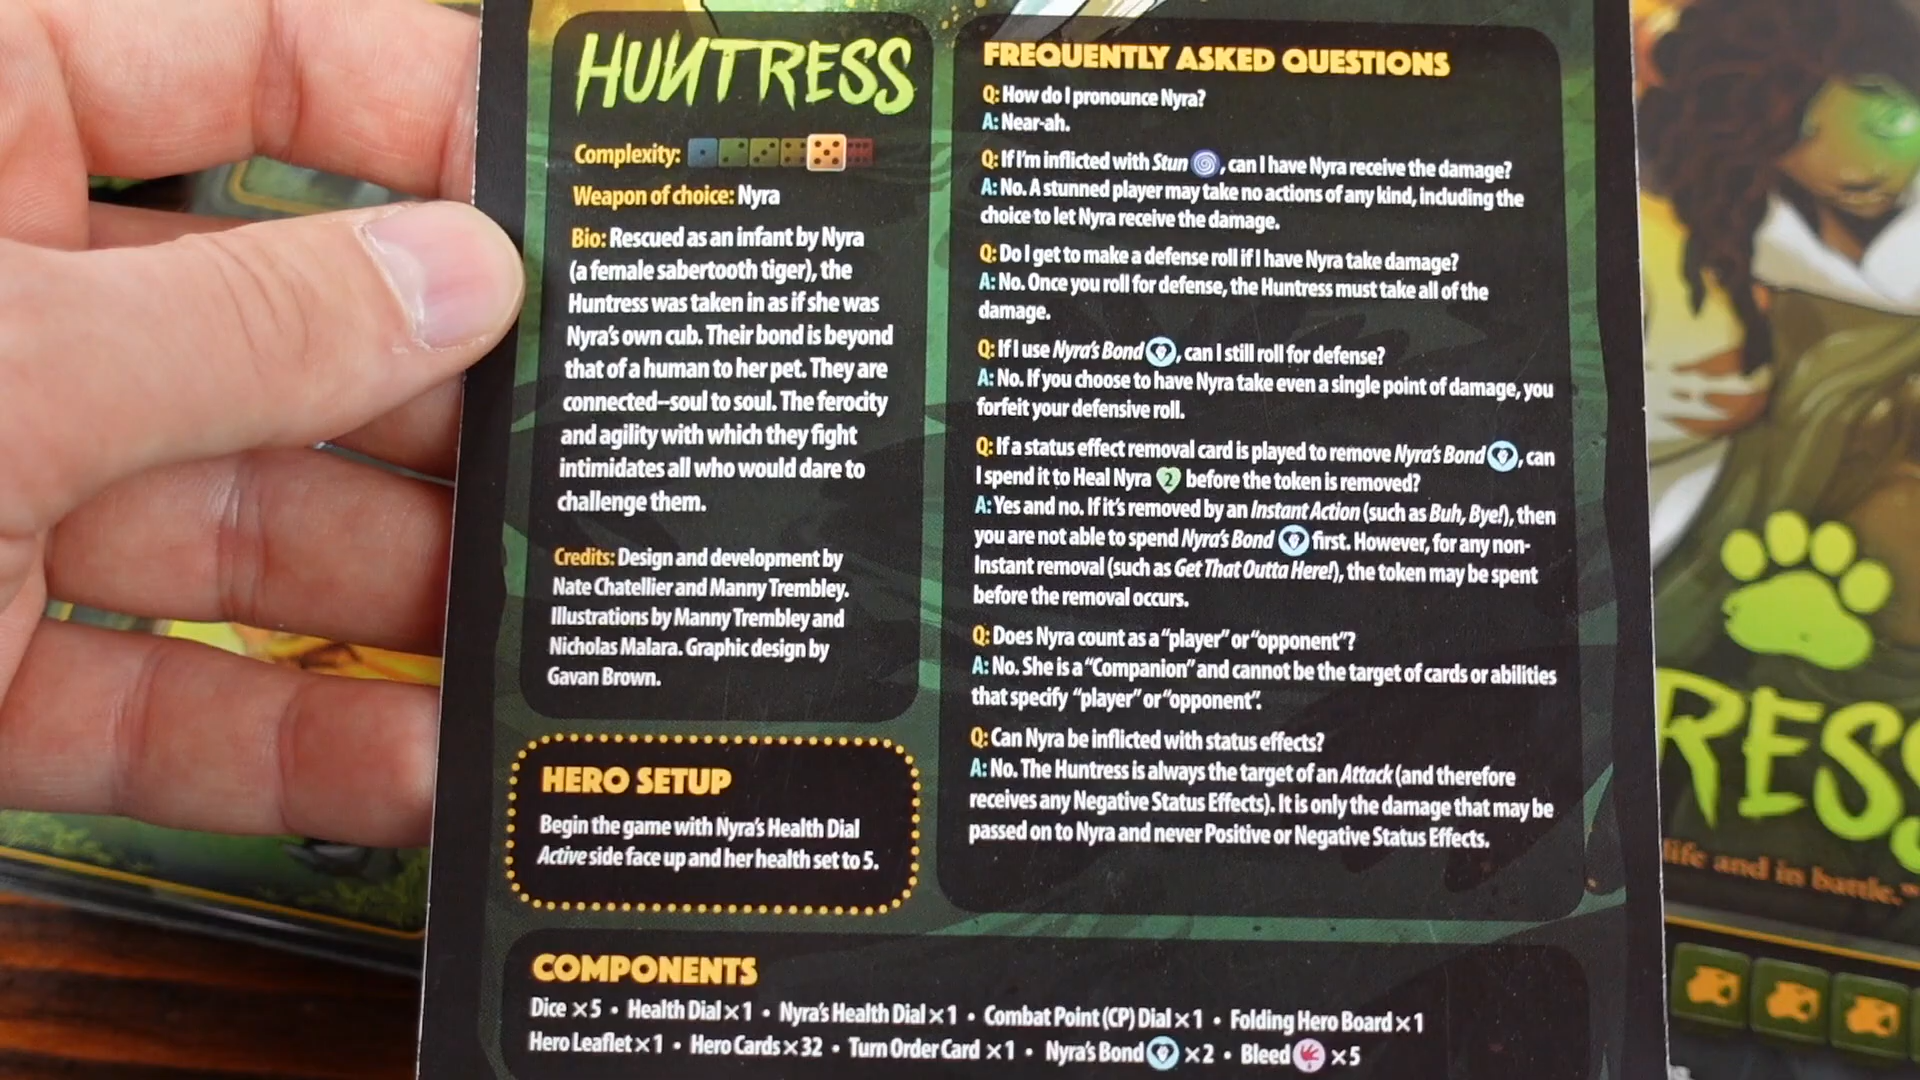 HUNTRESS
Complexity:
Weapon of choice: Nyra
Bio: Rescued as an infant by Nyra
(a female sabertooth tiger), the
Huntress was taken in as if she was
Nyra's own cub. Their bond is beyond
that of a human to her pet. They are
connected--soul to soul. The ferocity
and agility with which they fight
intimidates all who would dare to
challenge them.
Credits: Design and development by
Nate Chatellier and Manny Trembley.
Illustrations by Manny Trembley and
Nicholas Malara. Graphic design by
Gavan Brown.
HERO SETUP
Begin the game with Nyra's Health Dial
Active side face up and her health set to 5.
FREQUENTLY ASKED QUESTIONS
Q: How do I pronounce Nyra?
A: Near-ah.
Q: If I'm inflicted with Stun , can I have Nyra receive the damage?
A: No. A stunned player may take no actions of any kind, including the
choice to let Nyra receive the damage.
Q: Do I get to make a defense roll if I have Nyra take damage?
A: No. Once you roll for defense, the Huntress must take all of the
damage.
Q: If I use Nyra's Bond , can I still roll for defense?
A: No. If you choose to have Nyra take even a single point of damage, you
forfeit your defensive roll.
Q: If a status effect removal card is played to remove Nyra's Bond , can
I spend it to Heal Nyra 2 before the token is removed?
A: Yes and no. If it's removed by an Instant Action (such as Buh, Bye!), then
you are not able to spend Nyra's Bond first. However, for any non-
Instant removal (such as Get That Outta Here!), the token may be spent
before the removal occurs.
Q: Does Nyra count as a "player" or "opponent"?
A: No. She is a "Companion" and cannot be the target of cards or abilities
that specify "player" or "opponent".
Q: Can Nyra be inflicted with status effects?
A: No. The Huntress is always the target of an Attack (and therefore
receives any Negative Status Effects). It is only the damage that may be
passed on to Nyra and never Positive or Negative Status Effects.
COMPONENTS
Dice ×5 • Health Dial ×1 • Nyra's Health Dial ×1 • Combat Point (CP) Dial ×1 • Folding Hero Board ×1
Hero Leaflet ×1 • Hero Cards ×32 • Turn Order Card ×1 • Nyra's Bond ×2 • Bleed ×5
RESS
life and in battle."